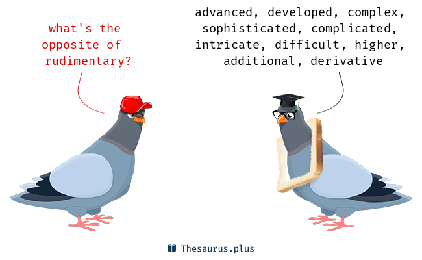 what's the
opposite of
rudimentary?
advanced, developed, complex,
sophisticated, complicated,
intricate, difficult, higher,
additional, derivative
Thesaurus.plus